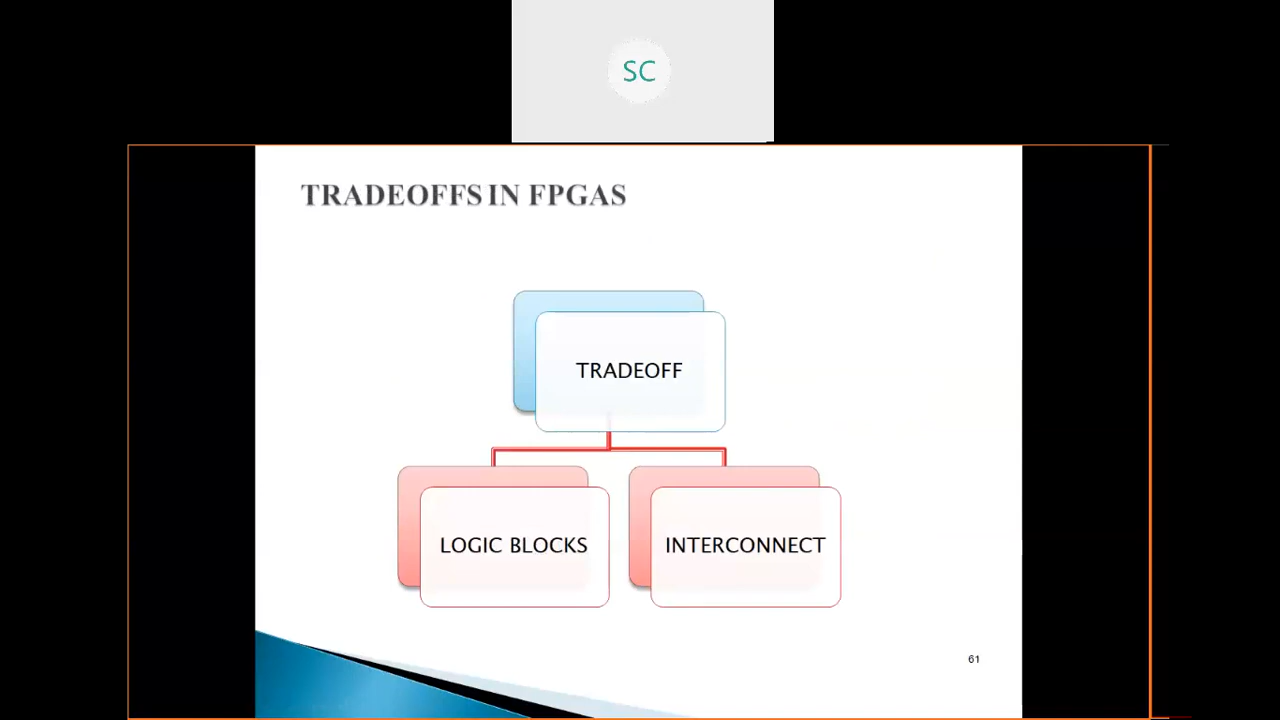 SC
TRADEOFFS IN FPGAS
TRADEOFF
LOGIC BLOCKS
INTERCONNECT
61